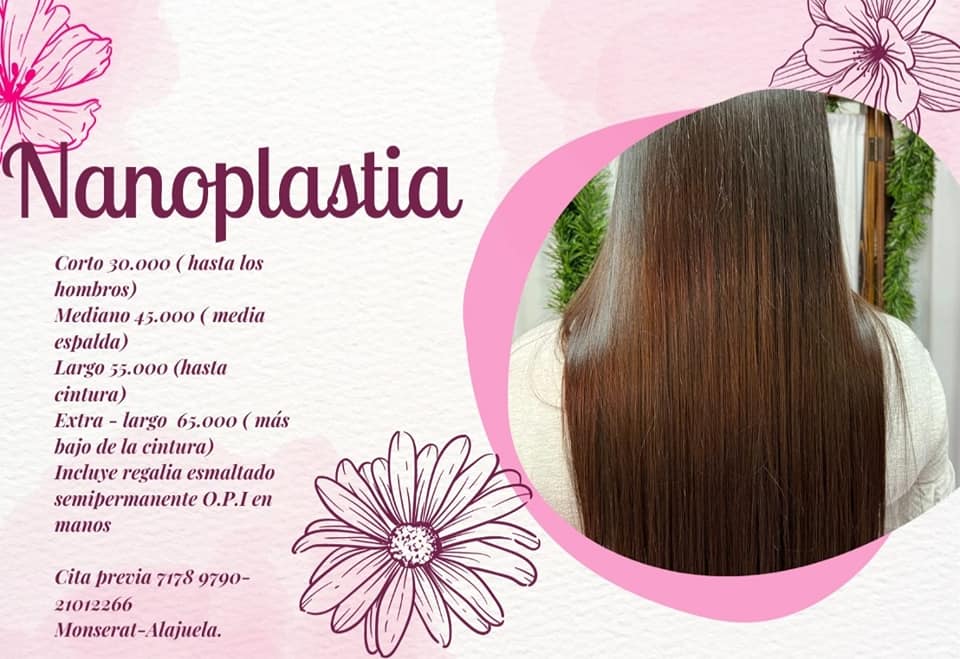 Nanoplastia
Corto 30.000 ( hasta los
hombros)
Mediano 45.000 ( media
espalda)
Largo 55.000 (hasta
cintura)
Extra - largo  65.000 ( más
bajo de la cintura)
Incluye regalia esmaltado
semipermanente O.P.I en
manos
Cita previa 7178 9790-
21012266
Monserat-Alajuela.